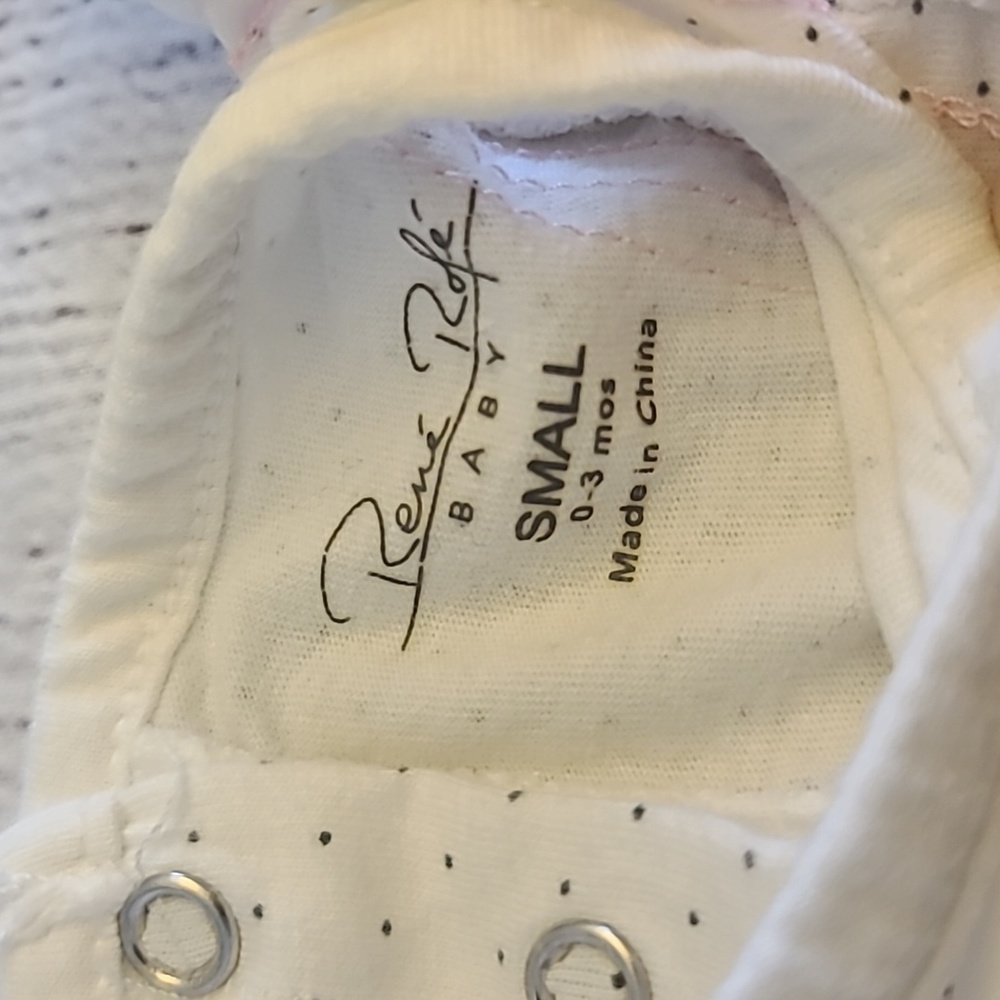 René Rofé
BABY
SMALL
0-3 mos
Made in China